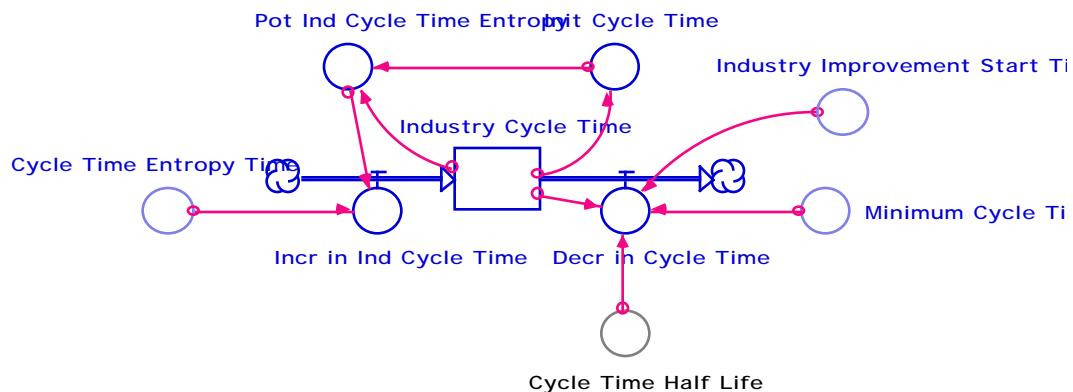 Pot Ind Cycle Time Entropy
Init Cycle Time
Industry Improvement Start Ti
Industry Cycle Time
Cycle Time Entropy Time
Minimum Cycle Ti
Incr in Ind Cycle Time
Decr in Cycle Time
Cycle Time Half Life